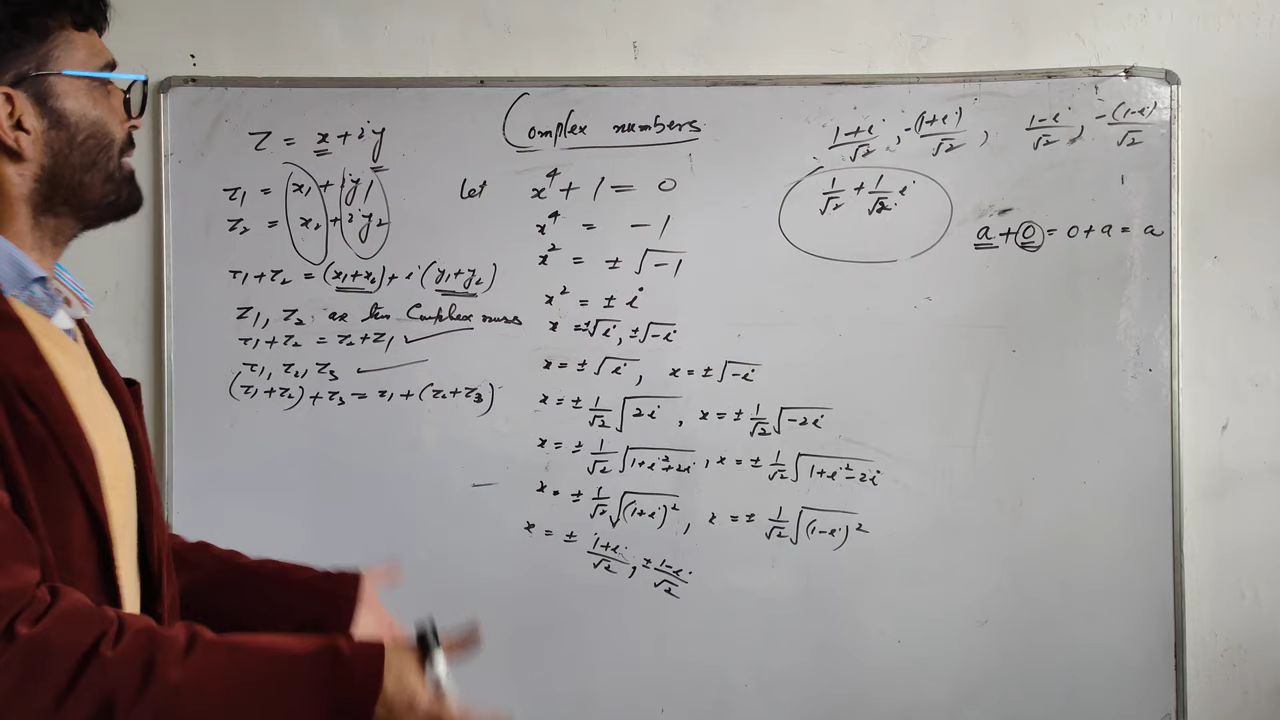 Complex numbers
z = x + iy
z₁ = x₁ + iy₁
z₂ = x₂ + iy₂
z₁+z₂ = (x₁+x₂) + i(y₁+y₂)
z₁, z₂ Complex
z₁+z₂ = z₂+z₁ ✓
z₁, z₂, z₃ ✓
(z₁+z₂)+z₃ = z₁+(z₂+z₃)
Let x⁴ + 1 = 0
x⁴ = -1
x² = ± √-1
x² = ± i
x = ±√i, ±√-i
x = ±√i, x = ±√-i
x = ± 1/√2 √2i, x = ± 1/√2 √-2i
x = ± 1/√2 √1+i²+2i, x = ± 1/√2 √1+i²-2i
x = ± 1/√2 √(1+i)², x = ± 1/√2 √(1-i)²
x = ± 1+i/√2, ± 1-i/√2
1+i/√2, -(1+i)/√2, 1-i/√2, -(1-i)/√2
1/√2 + 1/√2 i
a + 0 = 0 + a = a